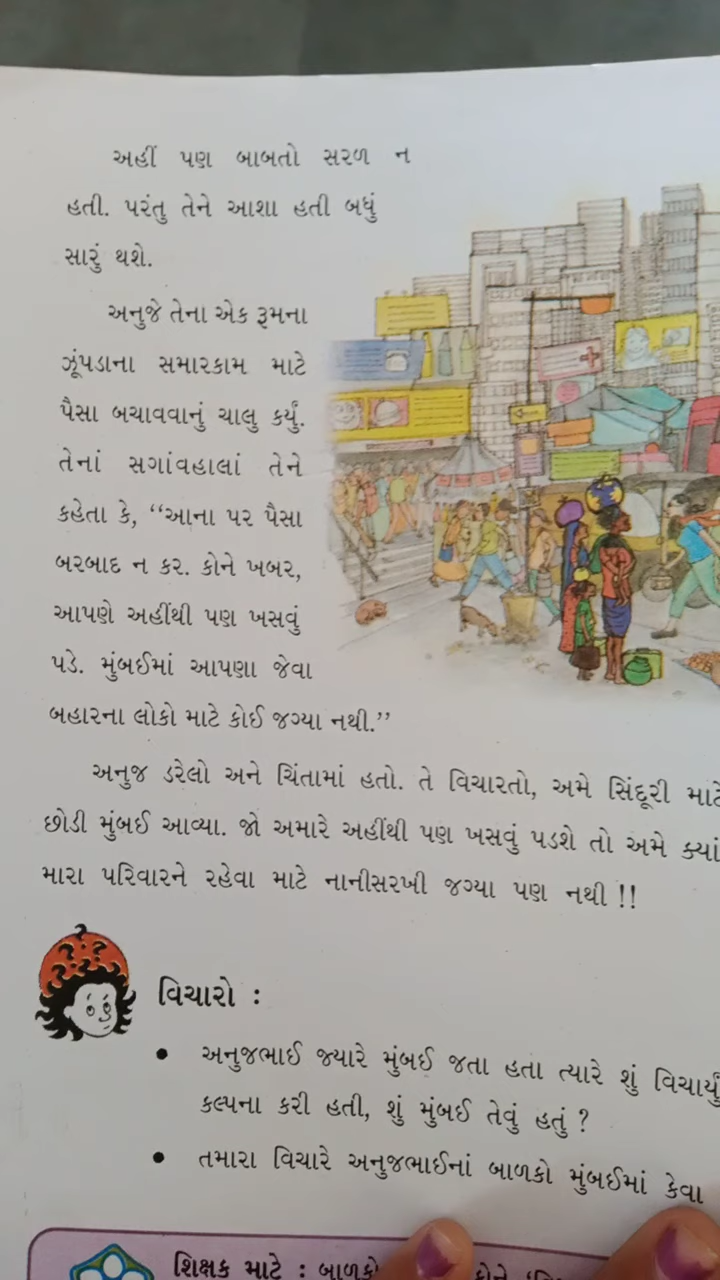 અહીં પણ બાબતો સરળ ન
હતી. પરંતુ તેને આશા હતી બધું
સારું થશે.
અનુજે તેના એક રૂમના
ઝૂંપડાના સમારકામ માટે
પૈસા બચાવવાનું ચાલુ કર્યું.
તેનાં સગાંવહાલાં તેને
કહેતા કે, “આના પર પૈસા
બરબાદ ન કર. કોને ખબર,
આપણે અહીંથી પણ ખસવું
પડે. મુંબઈમાં આપણા જેવા
બહારના લોકો માટે કોઈ જગ્યા નથી.”
અનુજ ડરેલો અને ચિંતામાં હતો. તે વિચારતો, અમે સિંદૂરી માટે
છોડી મુંબઈ આવ્યા. જો અમારે અહીંથી પણ ખસવું પડશે તો અમે ક્યાં
મારા પરિવારને રહેવા માટે નાનીસરખી જગ્યા પણ નથી !!
વિચારો :
• અનુજભાઈ જ્યારે મુંબઈ જતા હતા ત્યારે શું વિચાર્યું
કલ્પના કરી હતી, શું મુંબઈ તેવું હતું ?
• તમારા વિચારે અનુજભાઈનાં બાળકો મુંબઈમાં કેવા
શિક્ષક માટે : બાળકો